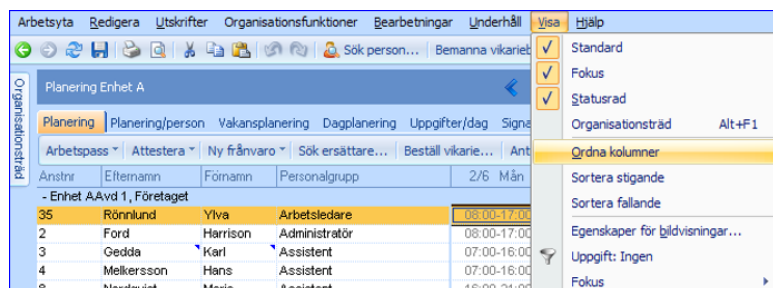 Arbetsyta Redigera Utskrifter Organisationsfunktioner Bearbetningar Underhåll Visa Hjälp
Sök person... Bemanna
Organisationsträd
Planering Enhet A
Planering Planering/person Vakansplanering Dagplanering Uppgifter/dag
Arbetspass Attestera Ny frånvaro Sök ersättare... Beställ vikarie...
Anstnr Efternamn Förnamn Personalgrupp 2/6 Mån
- Enhet AAvd 1, Företaget
35 Rönnlund Ylva Arbetsledare 08:00-17:00
2 Ford Harrison Administratör 08:00-17:00
3 Gedda Karl Assistent 07:00-16:00
4 Melkersson Hans Assistent 07:00-16:00
Standard
Fokus
Statusrad
Organisationsträd Alt+F1
Ordna kolumner
Sortera stigande
Sortera fallande
Egenskaper för bildvisningar...
Uppgift: Ingen
Fokus